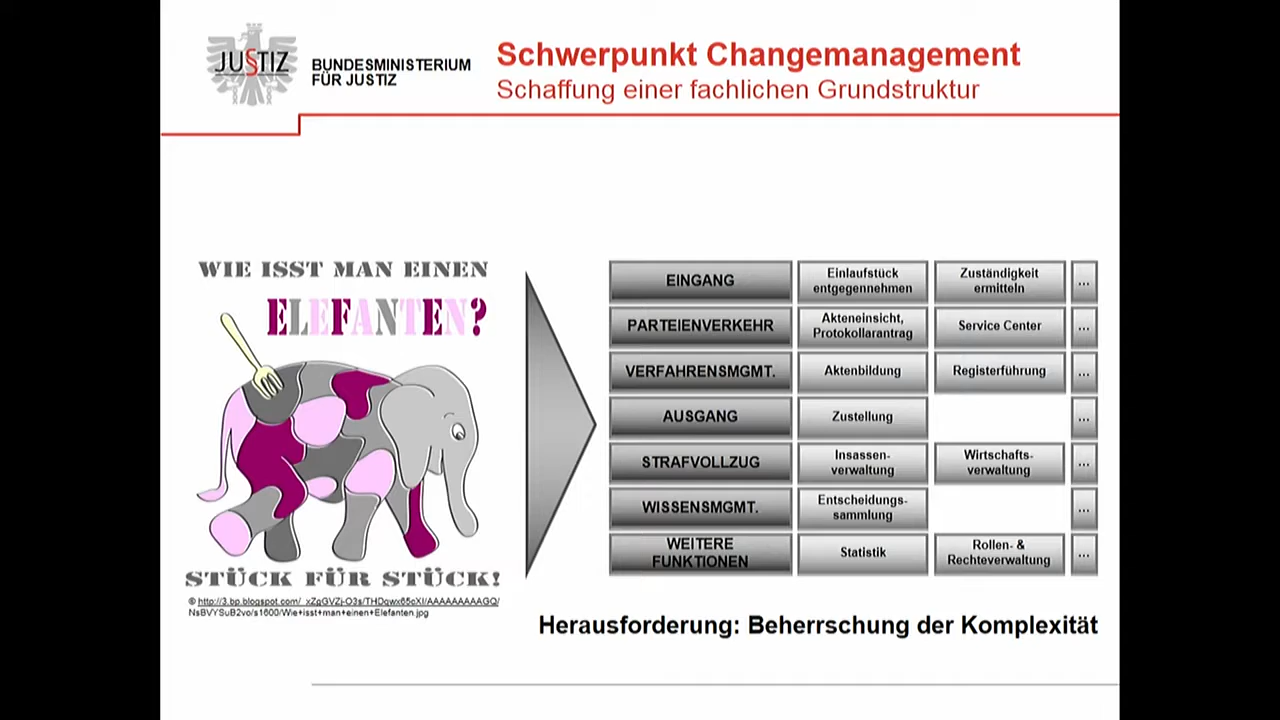 JUSTIZ
BUNDESMINISTERIUM
FÜR JUSTIZ
Schwerpunkt Changemanagement
Schaffung einer fachlichen Grundstruktur
WIE ISST MAN EINEN
ELEFANTEN?
STÜCK FÜR STÜCK!
EINGANG
Einlaufstück
entgegennehmen
Zuständigkeit
ermitteln
...
PARTEIENVERKEHR
Akteneinsicht,
Protokollarantrag
Service Center
...
VERFAHRENSMGMT.
Aktenbildung
Registerführung
...
AUSGANG
Zustellung
...
STRAFVOLLZUG
Insassen-
verwaltung
Wirtschafts-
verwaltung
...
WISSENSMGMT.
Entscheidungs-
sammlung
...
WEITERE
FUNKTIONEN
Statistik
Rollen- &
Rechteverwaltung
...
Herausforderung: Beherrschung der Komplexität